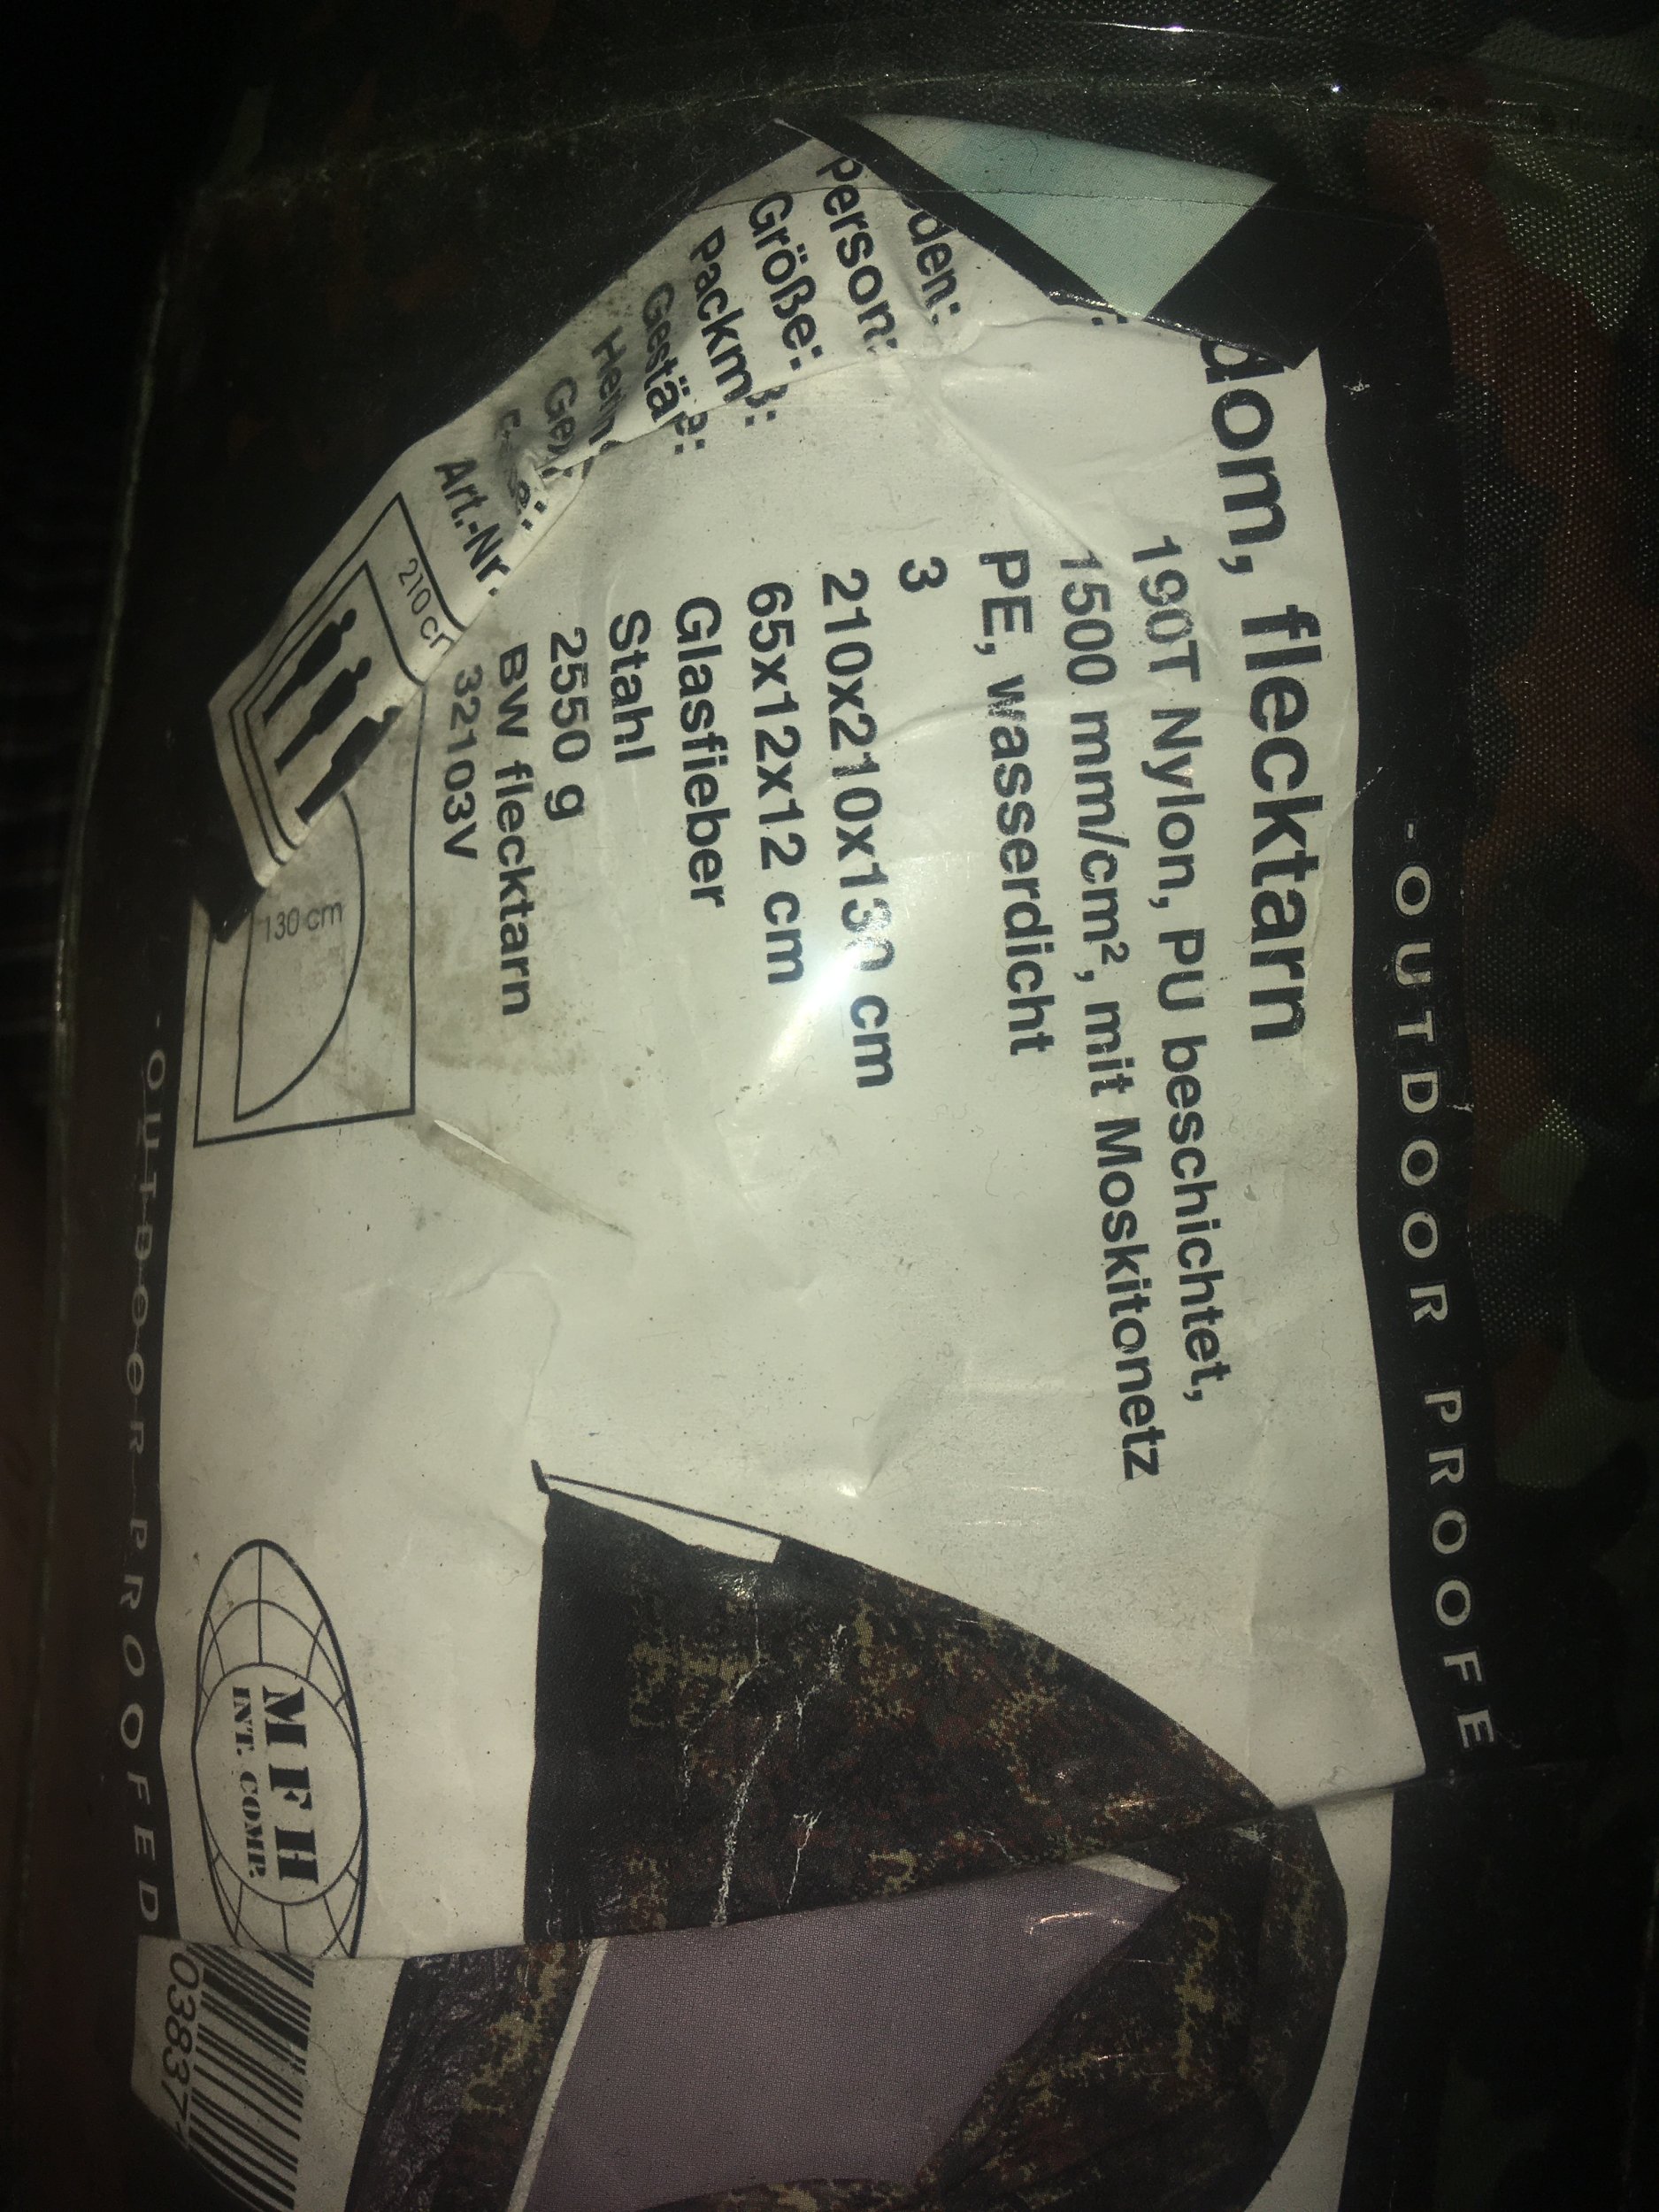 -OUTDOOR PROOFE
dom, flecktarn
190T Nylon, PU beschichtet,
1500 mm/cm², mit Moskitonetz
den: PE, wasserdicht
Person: 3
Größe: 210x210x130 cm
Packm ß: 65x12x12 cm
Gestä e: Glasfieber
Stahl
2550 g
BW flecktarn
Art.-Nr. 32103V
210 cm
130 cm
MFH
INT. COMP.
03837
-OUTDOOR PROOFED